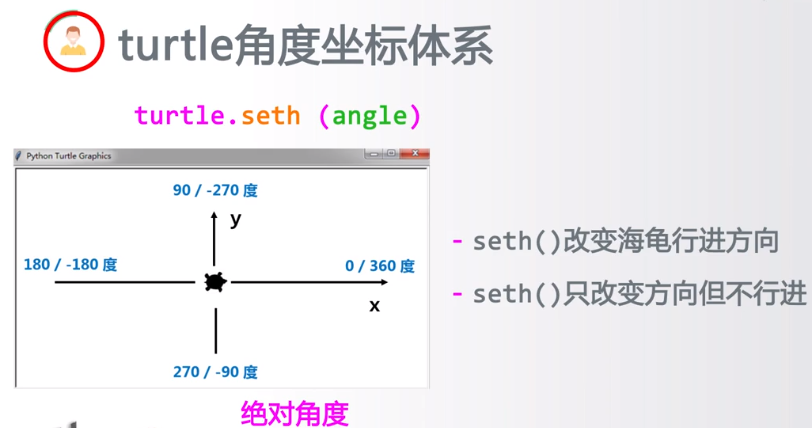 turtle角度坐标体系
turtle.seth (angle)
Python Turtle Graphics
90 / -270 度
y
180 / -180 度
0 / 360 度
x
270 / -90 度
绝对角度
- seth()改变海龟行进方向
- seth()只改变方向但不行进